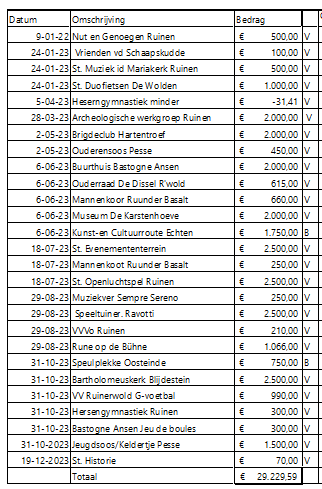 Datum Omschrijving Bedrag
9-01-22 Nut en Genoegen Ruinen € 500,00 V
24-01-23 Vrienden vd Schaapskudde € 100,00 V
24-01-23 St. Muziek id Mariakerk Ruinen € 500,00 V
24-01-23 St. Duofietsen De Wolden € 1.000,00 V
5-04-23 Hesengymnastiek minder € -31,41 V
28-03-23 Archeologische werkgroep Ruinen € 2.000,00 V
2-05-23 Brigdeclub Hartentroef € 2.000,00 V
2-05-23 Ouderensoos Pesse € 450,00 V
6-06-23 Buurthuis Bastogne Ansen € 2.000,00 V
6-06-23 Ouderraad De Dissel R'wold € 615,00 V
6-06-23 Mannenkoor Ruunder Basalt € 660,00 V
6-06-23 Museum De Karstenhoeve € 2.000,00 V
6-06-23 Kunst-en Cultuurroute Echten € 1.750,00 B
18-07-23 St. Evenemententerrein € 2.500,00 V
18-07-23 Mannenkoot Ruunder Basalt € 250,00 V
18-07-23 St. Openluchtspel Ruinen € 2.500,00 V
29-08-23 Muziekver Sempre Sereno € 250,00 V
29-08-23 Speeltuiner. Ravotti € 2.500,00 V
29-08-23 VVVo Ruinen € 210,00 V
29-08-23 Rune op de Bühne € 1.066,00 V
31-10-23 Speulplekke Oosteinde € 750,00 B
31-10-23 Bartholomeuskerk Blijdestein € 2.500,00 V
31-10-23 VV Ruinerwold G-voetbal € 990,00 V
31-10-23 Hersengymnastiek Ruinen € 300,00 V
31-10-23 Bastogne Ansen Jeu de boules € 300,00 V
31-10-2023 Jeugdsoos/Keldertje Pesse € 1.500,00 V
19-12-2023 St. Historie € 70,00 V
Totaal € 29.229,59